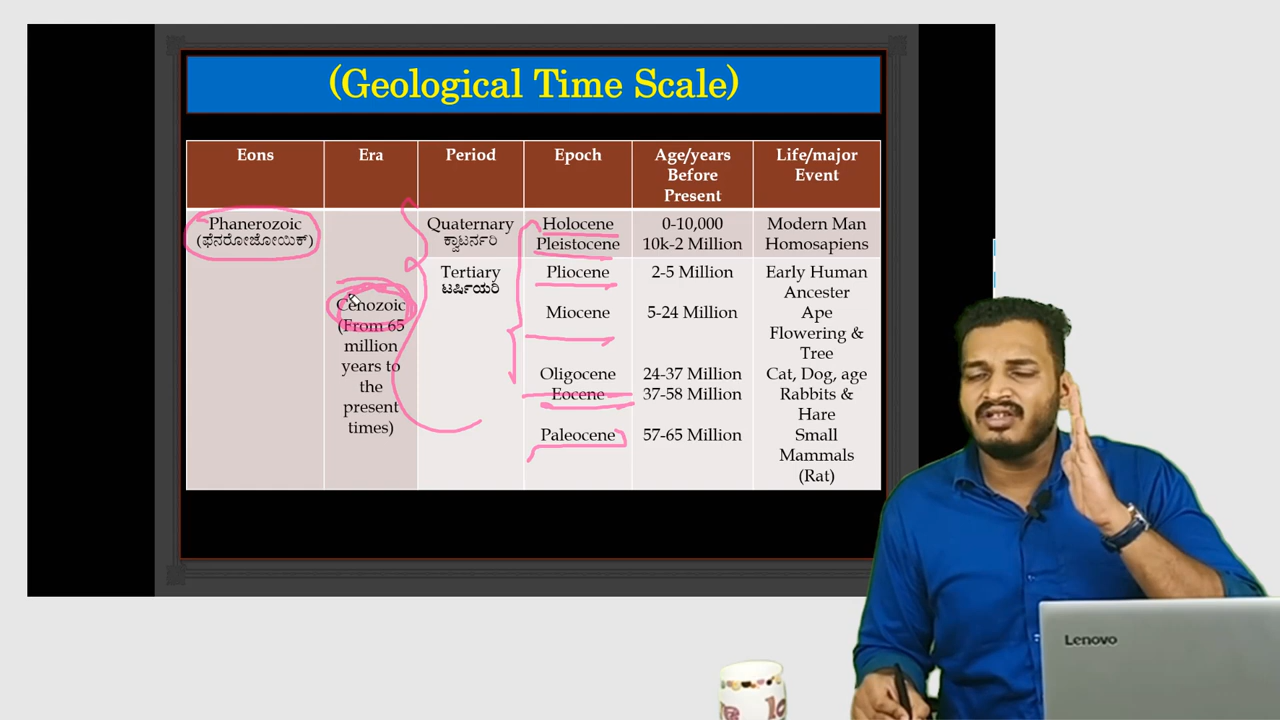 (Geological Time Scale)
Eons
Era
Period
Epoch
Age/years
Before
Present
Life/major
Event
Phanerozoic
(ಫೆನರೋಜೋಯಿಕ್)
Cenozoic
(From 65
million
years to
the
present
times)
Quaternary
ಕ್ವಾಟರ್ನರಿ
Holocene
Pleistocene
0-10,000
10k-2 Million
Modern Man
Homosapiens
Tertiary
ಟರ್ಷಿಯರಿ
Pliocene
2-5 Million
Early Human
Ancester
Miocene
5-24 Million
Ape
Flowering &
Tree
Oligocene
24-37 Million
Cat, Dog, age
Eocene
37-58 Million
Rabbits &
Hare
Paleocene
57-65 Million
Small
Mammals
(Rat)
Lenovo